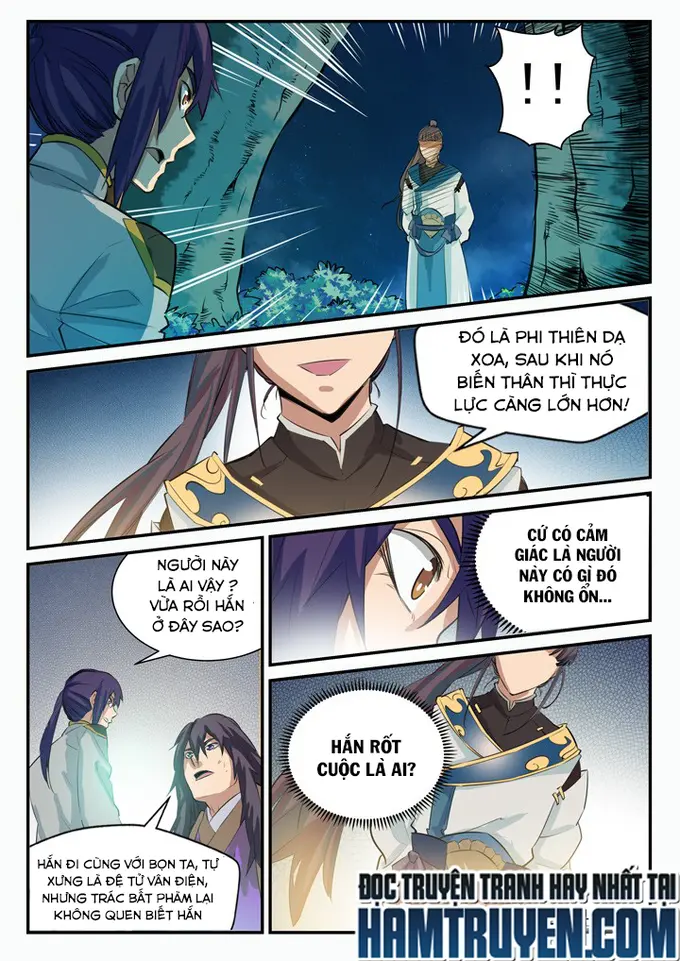 !!
ĐÓ LÀ PHI THIÊN DẠ
XOA, SAU KHI NÓ
BIẾN THÂN THÌ THỰC
LỰC CÀNG LỚN HƠN!
CỨ CÓ CẢM
GIÁC LÀ NGƯỜI
NÀY CÓ GÌ ĐÓ
KHÔNG ỔN...
NGƯỜI NÀY
LÀ AI VẬY ?
VỪA RỒI HẮN
Ở ĐÂY SAO?
HẮN RỐT
CUỘC LÀ AI?
HẮN ĐI CÙNG VỚI BỌN TA, TỰ
XƯNG LÀ ĐỆ TỬ VÂN ĐIỆN,
NHƯNG TRÁC BẤT PHÀM LẠI
KHÔNG QUEN BIẾT HẮN
ĐỌC TRUYỆN TRANH HAY NHẤT TẠI
HAMTRUYEN.COM